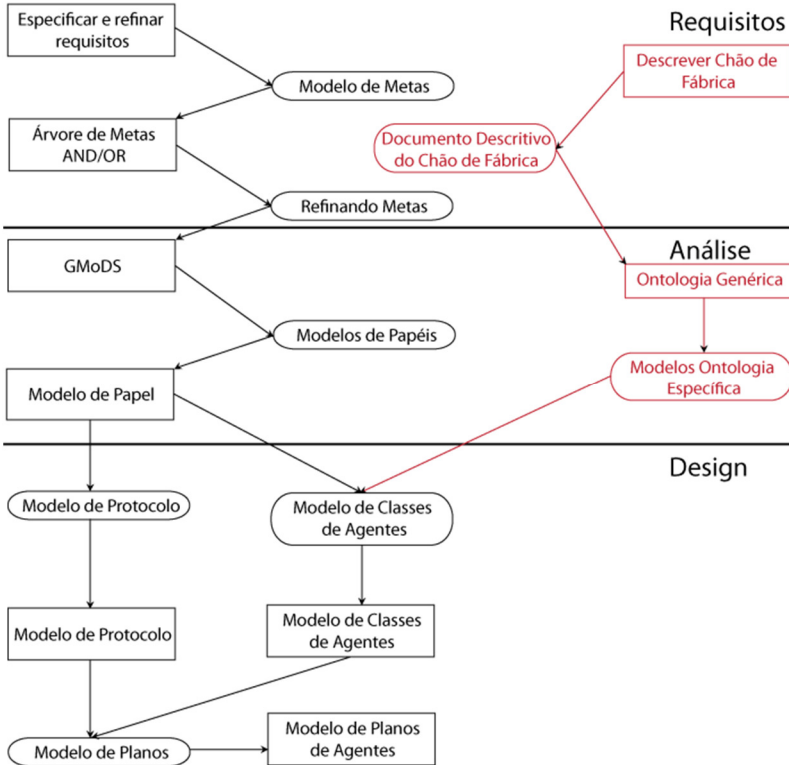 Especificar e refinar
requisitos
Requisitos
Descrever Chão de
Fábrica
Modelo de Metas
Árvore de Metas
AND/OR
Documento Descritivo
do Chão de Fábrica
Refinando Metas
Análise
GMoDS
Ontologia Genérica
Modelos de Papéis
Modelos Ontologia
Específica
Modelo de Papel
Design
Modelo de Protocolo
Modelo de Classes
de Agentes
Modelo de Protocolo
Modelo de Classes
de Agentes
Modelo de Planos
Modelo de Planos
de Agentes